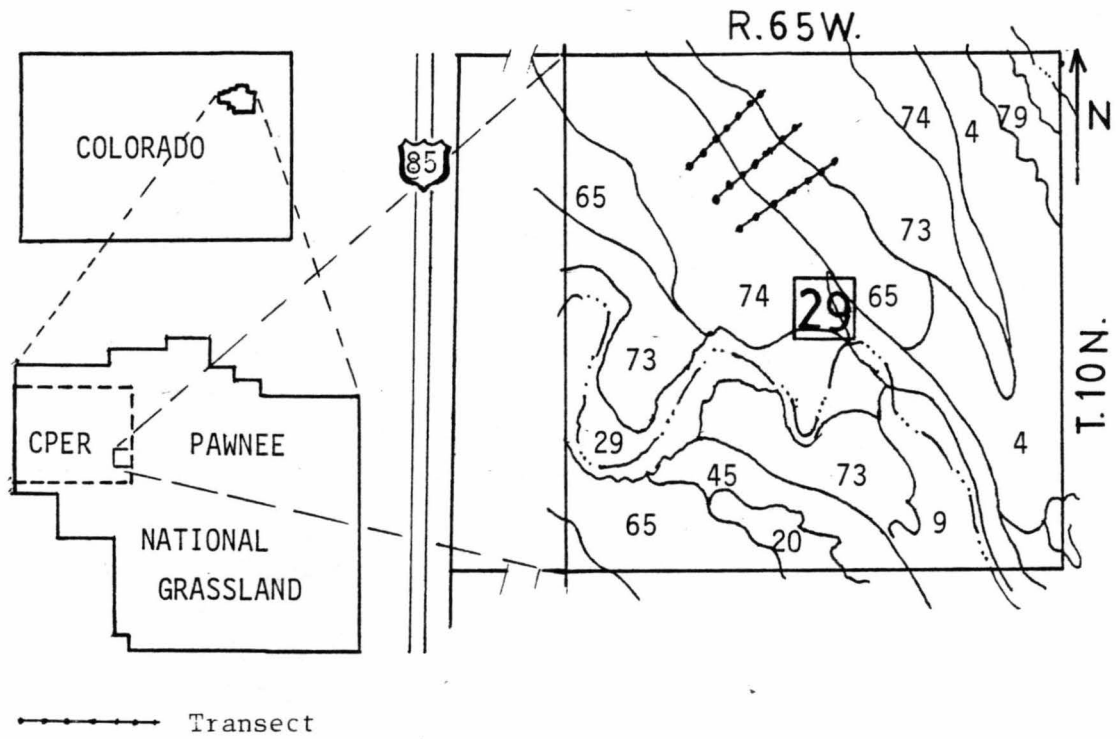 R.65W.
COLORADO
85
N
74
4
79
65
73
74
29
65
T.10N.
73
CPER
PAWNEE
29
45
73
4
65
20
9
NATIONAL
GRASSLAND
Transect